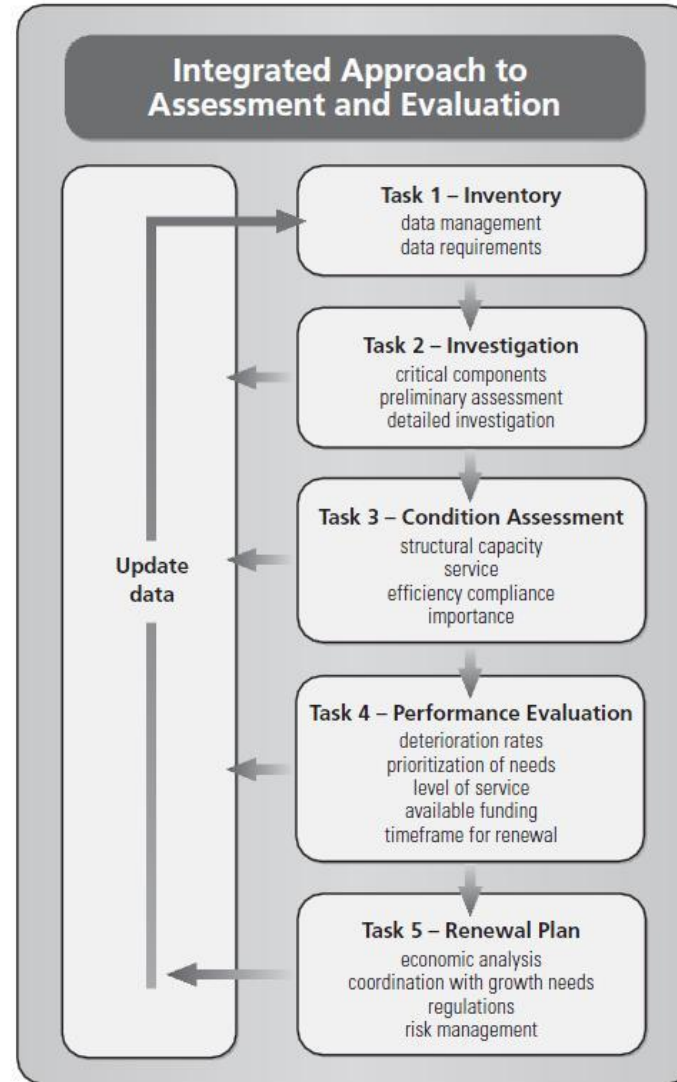 Integrated Approach to
Assessment and Evaluation
Task 1 – Inventory
data management
data requirements
Task 2 – Investigation
critical components
preliminary assessment
detailed investigation
Task 3 – Condition Assessment
structural capacity
service
efficiency compliance
importance
Update
data
Task 4 – Performance Evaluation
deterioration rates
prioritization of needs
level of service
available funding
timeframe for renewal
Task 5 – Renewal Plan
economic analysis
coordination with growth needs
regulations
risk management